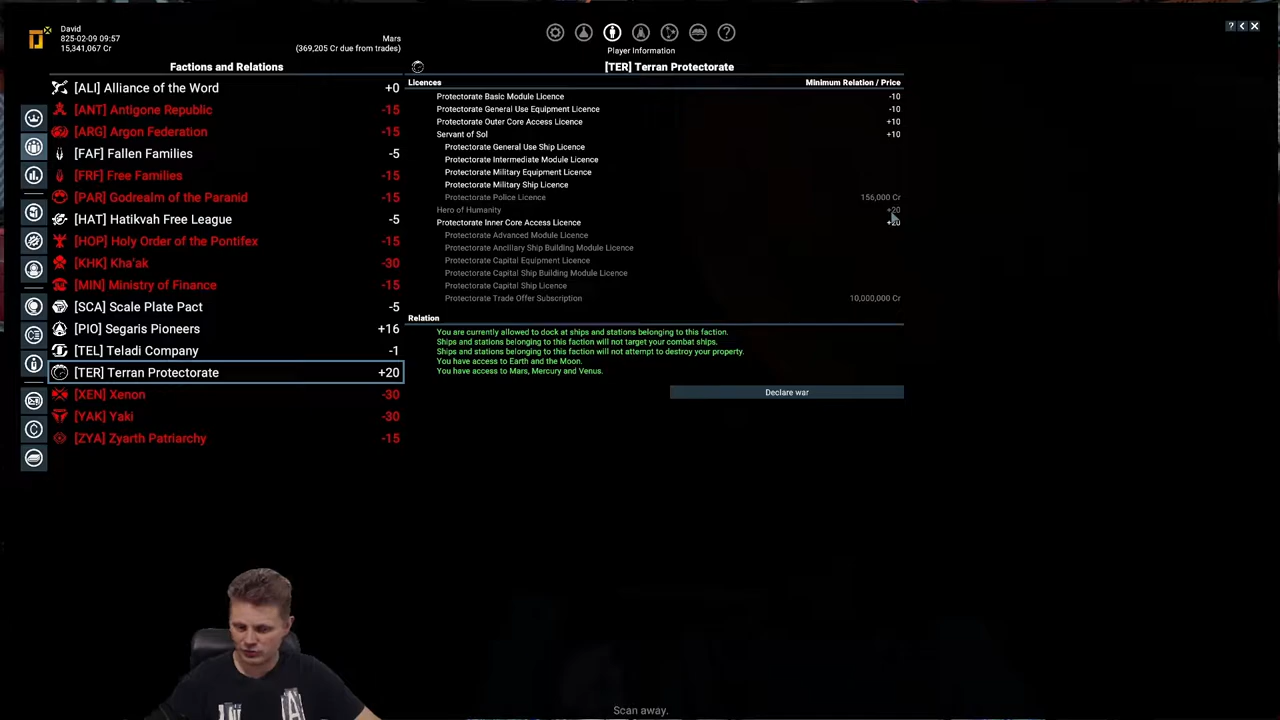 David
825-02-09 09:57
15,341,067 Cr
Mars
(369,205 Cr due from trades)
Player Information
Factions and Relations
[ALI] Alliance of the Word +0
[ANT] Antigone Republic -15
[ARG] Argon Federation -15
[FAF] Fallen Families -5
[FRF] Free Families -15
[PAR] Godrealm of the Paranid -15
[HAT] Hatikvah Free League -5
[HOP] Holy Order of the Pontifex -15
[KHK] Kha'ak -30
[MIN] Ministry of Finance -15
[SCA] Scale Plate Pact -5
[PIO] Segaris Pioneers +16
[TEL] Teladi Company -1
[TER] Terran Protectorate +20
[XEN] Xenon -30
[YAK] Yaki -30
[ZYA] Zyarth Patriarchy -15
[TER] Terran Protectorate
Licences Minimum Relation / Price
Protectorate Basic Module Licence -10
Protectorate General Use Equipment Licence -10
Protectorate Outer Core Access Licence +10
Servant of Sol +10
Protectorate General Use Ship Licence
Protectorate Intermediate Module Licence
Protectorate Military Equipment Licence
Protectorate Military Ship Licence
Protectorate Police Licence 156,000 Cr
Hero of Humanity +20
Protectorate Inner Core Access Licence +20
Protectorate Advanced Module Licence
Protectorate Ancillary Ship Building Module Licence
Protectorate Capital Equipment Licence
Protectorate Capital Ship Building Module Licence
Protectorate Capital Ship Licence
Protectorate Trade Offer Subscription 10,000,000 Cr
Relation
You are currently allowed to dock at ships and stations belonging to this faction.
Ships and stations belonging to this faction will not target your combat ships.
Ships and stations belonging to this faction will not attempt to destroy your property.
You have access to Earth and the Moon.
You have access to Mars, Mercury and Venus.
Declare war
Scan away.